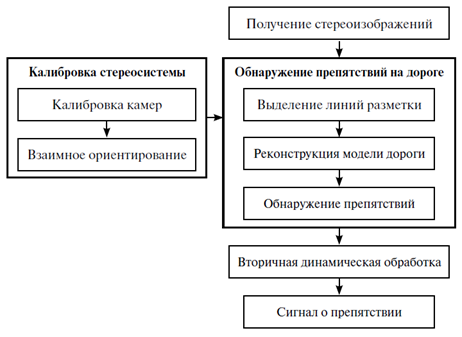 Получение стереоизображений
Калибровка стереосистемы
Калибровка камер
Взаимное ориентирование
Обнаружение препятствий на дороге
Выделение линий разметки
Реконструкция модели дороги
Обнаружение препятствий
Вторичная динамическая обработка
Сигнал о препятствии